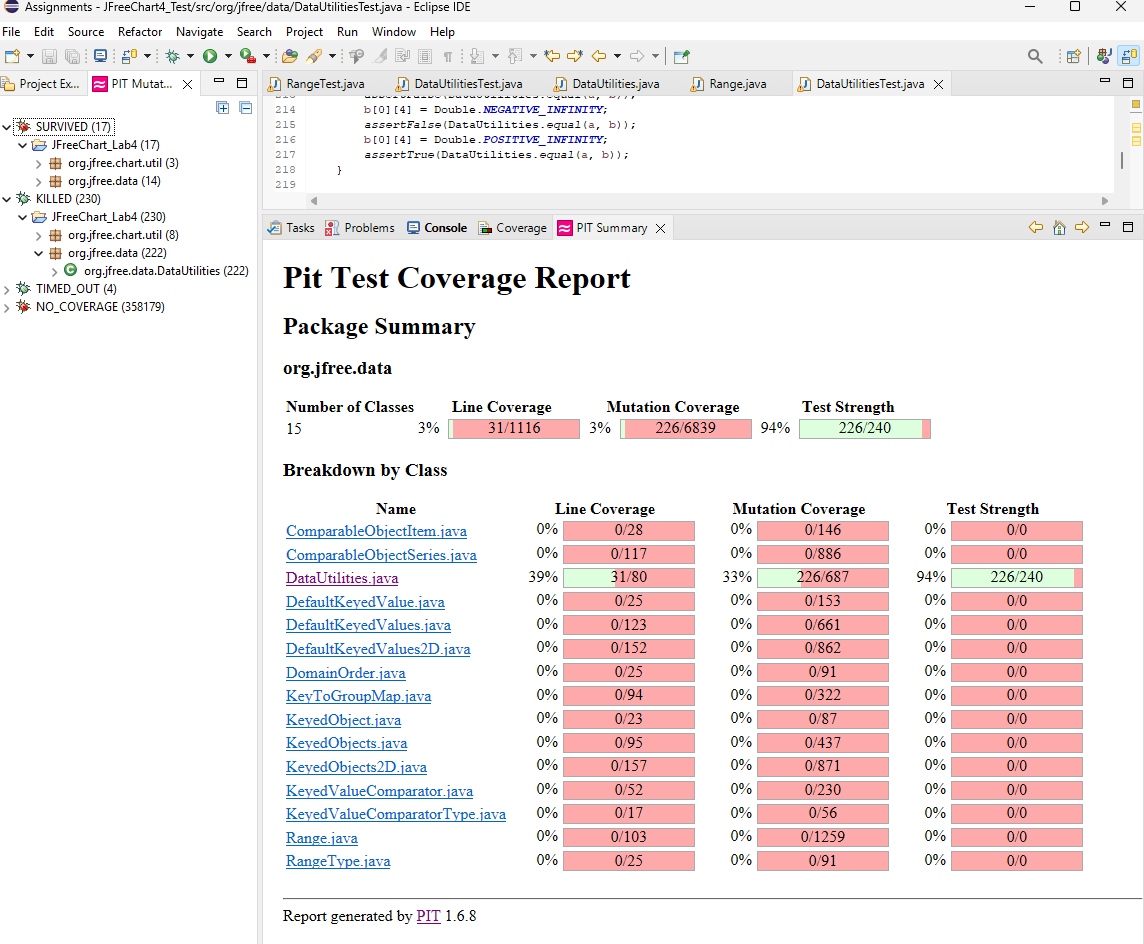 Assignments - JFreeChart4_Test/src/org/jfree/data/DataUtilitiesTest.java - Eclipse IDE
File Edit Source Refactor Navigate Search Project Run Window Help
Project Ex... PIT Mutat...
SURVIVED (17)
JFreeChart_Lab4 (17)
org.jfree.chart.util (3)
org.jfree.data (14)
KILLED (230)
JFreeChart_Lab4 (230)
org.jfree.chart.util (8)
org.jfree.data (222)
org.jfree.data.DataUtilities (222)
TIMED_OUT (4)
NO_COVERAGE (358179)
RangeTest.java DataUtilitiesTest.java DataUtilities.java Range.java DataUtilitiesTest.java
214 b[0][4] = Double.NEGATIVE_INFINITY;
215 assertFalse(DataUtilities.equal(a, b));
216 b[0][4] = Double.POSITIVE_INFINITY;
217 assertTrue(DataUtilities.equal(a, b));
218 }
219
Tasks Problems Console Coverage PIT Summary
Pit Test Coverage Report
Package Summary
org.jfree.data
Number of Classes Line Coverage Mutation Coverage Test Strength
15 3% 31/1116 3% 226/6839 94% 226/240
Breakdown by Class
Name Line Coverage Mutation Coverage Test Strength
ComparableObjectItem.java 0% 0/28 0% 0/146 0% 0/0
ComparableObjectSeries.java 0% 0/117 0% 0/886 0% 0/0
DataUtilities.java 39% 31/80 33% 226/687 94% 226/240
DefaultKeyedValue.java 0% 0/25 0% 0/153 0% 0/0
DefaultKeyedValues.java 0% 0/123 0% 0/661 0% 0/0
DefaultKeyedValues2D.java 0% 0/152 0% 0/862 0% 0/0
DomainOrder.java 0% 0/25 0% 0/91 0% 0/0
KeyToGroupMap.java 0% 0/94 0% 0/322 0% 0/0
KeyedObject.java 0% 0/23 0% 0/87 0% 0/0
KeyedObjects.java 0% 0/95 0% 0/437 0% 0/0
KeyedObjects2D.java 0% 0/157 0% 0/871 0% 0/0
KeyedValueComparator.java 0% 0/52 0% 0/230 0% 0/0
KeyedValueComparatorType.java 0% 0/17 0% 0/56 0% 0/0
Range.java 0% 0/103 0% 0/1259 0% 0/0
RangeType.java 0% 0/25 0% 0/91 0% 0/0
Report generated by PIT 1.6.8